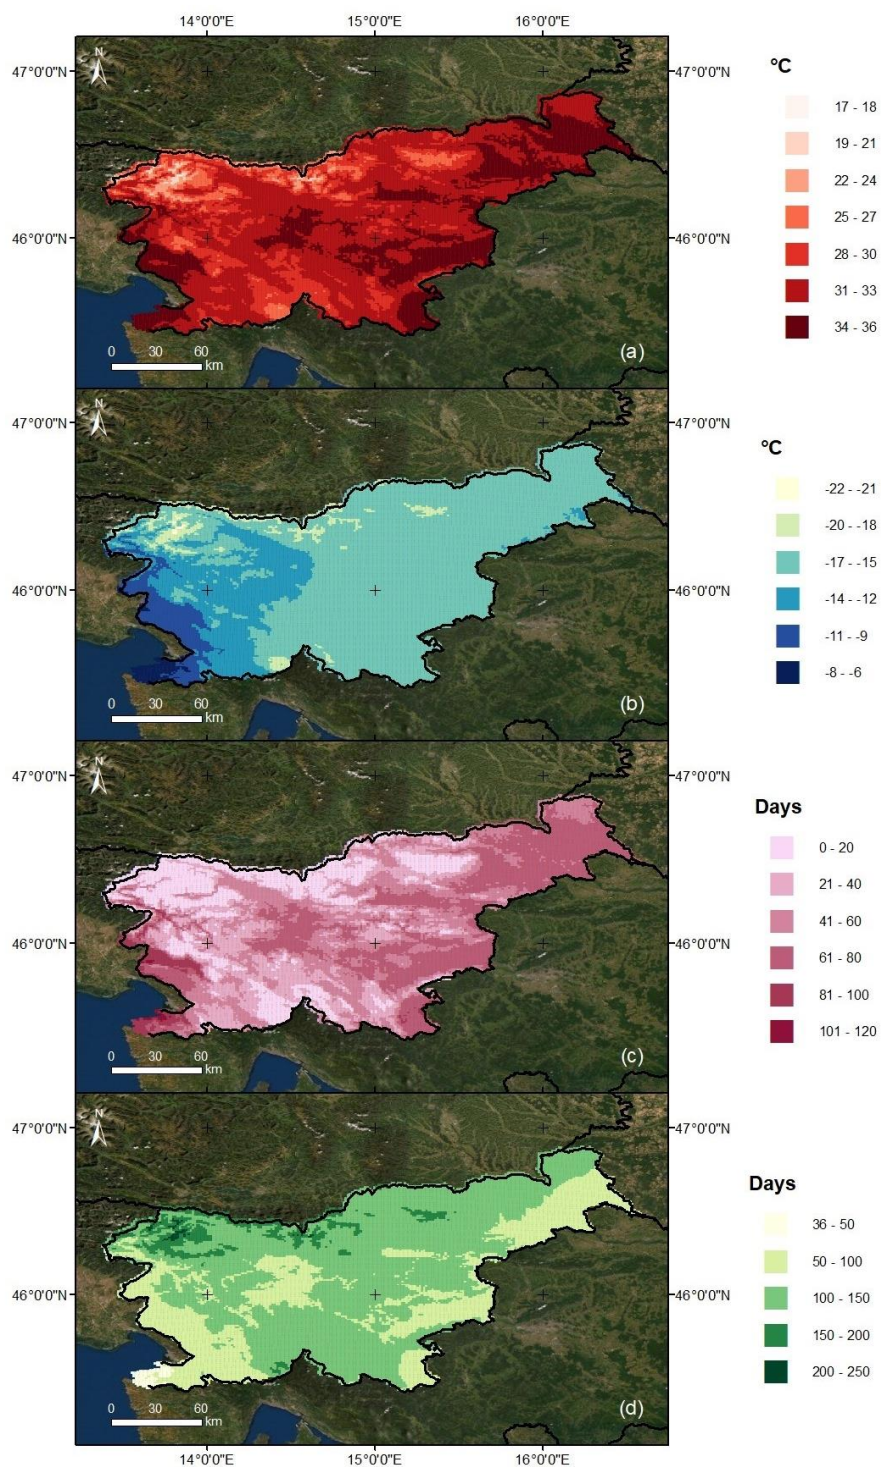 14°0'0"E 15°0'0"E 16°0'0"E
N
47°0'0"N 47°0'0"N
46°0'0"N 46°0'0"N
0 30 60
km
(a)
°C
17 - 18
19 - 21
22 - 24
25 - 27
28 - 30
31 - 33
34 - 36
N
47°0'0"N 47°0'0"N
46°0'0"N 46°0'0"N
0 30 60
km
(b)
°C
-22 - -21
-20 - -18
-17 - -15
-14 - -12
-11 - -9
-8 - -6
N
47°0'0"N 47°0'0"N
46°0'0"N 46°0'0"N
0 30 60
km
(c)
Days
0 - 20
21 - 40
41 - 60
61 - 80
81 - 100
101 - 120
N
47°0'0"N 47°0'0"N
46°0'0"N 46°0'0"N
0 30 60
km
(d)
Days
36 - 50
50 - 100
100 - 150
150 - 200
200 - 250
14°0'0"E 15°0'0"E 16°0'0"E